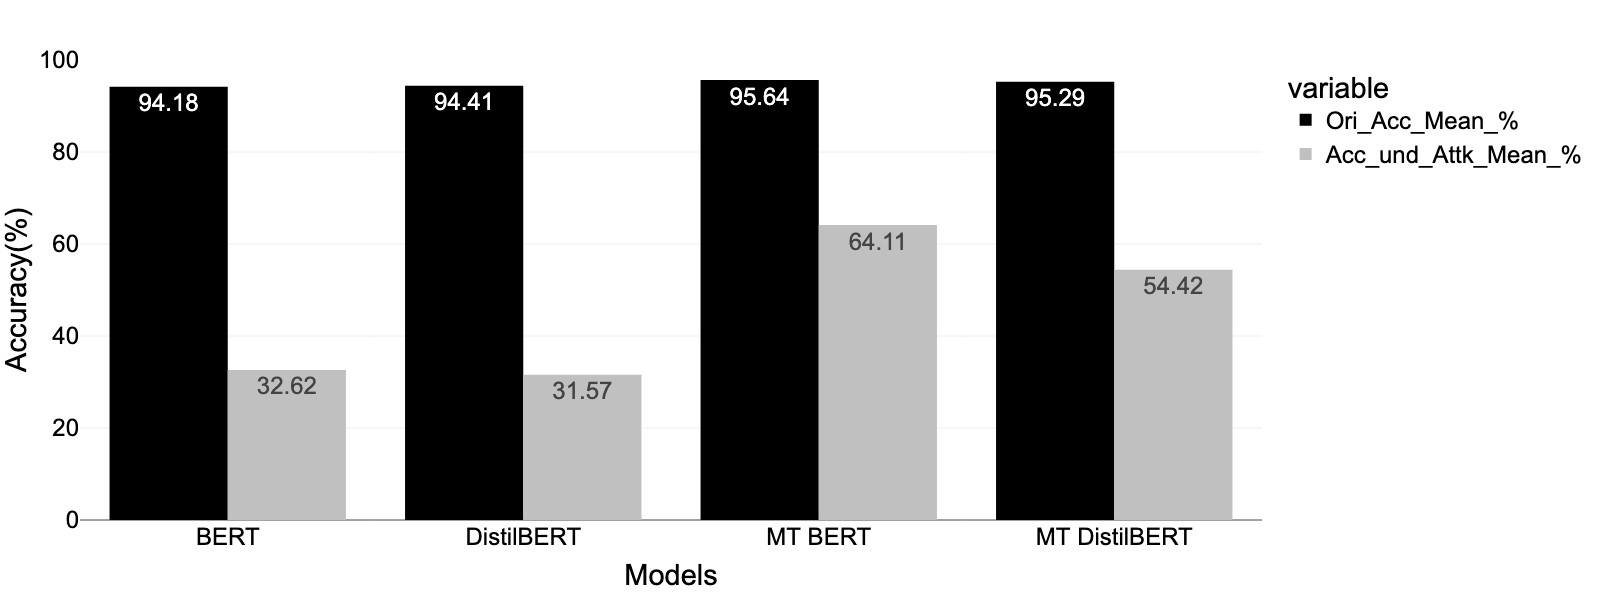 100
80
60
40
20
0
Accuracy(%)
94.18
32.62
94.41
31.57
95.64
64.11
95.29
54.42
BERT
DistilBERT
MT BERT
MT DistilBERT
Models
variable
Ori_Acc_Mean_%
Acc_und_Attk_Mean_%